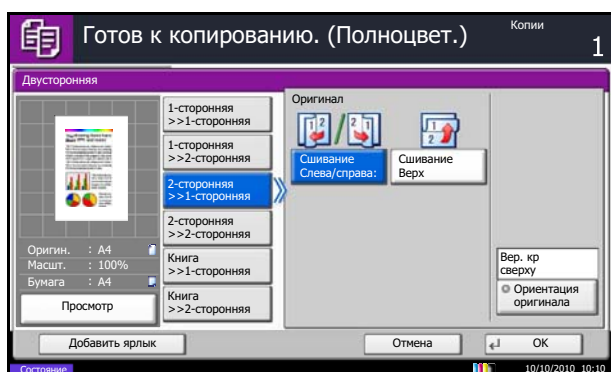 Готов к копированию. (Полноцвет.)
Копии
1
Двусторонняя
1-сторонняя
>>1-сторонняя
1-сторонняя
>>2-сторонняя
2-сторонняя
>>1-сторонняя
2-сторонняя
>>2-сторонняя
Книга
>>1-сторонняя
Книга
>>2-сторонняя
Оригинал
Сшивание
Слева/справа:
Сшивание
Верх
Оригин. : A4
Масшт. : 100%
Бумага : A4
Просмотр
Вер. кр
сверху
Ориентация
оригинала
Добавить ярлык
Отмена
OK
Состояние
10/10/2010 10:10